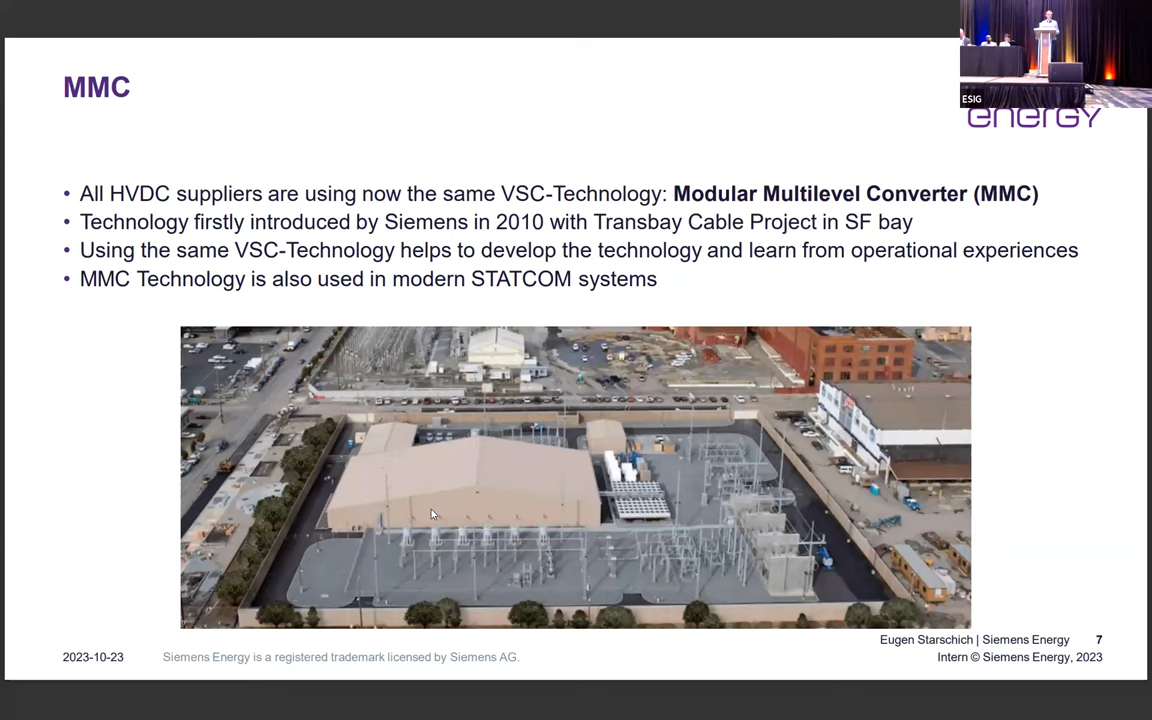 ESIG
MMC
energy
• All HVDC suppliers are using now the same VSC-Technology: Modular Multilevel Converter (MMC)
• Technology firstly introduced by Siemens in 2010 with Transbay Cable Project in SF bay
• Using the same VSC-Technology helps to develop the technology and learn from operational experiences
• MMC Technology is also used in modern STATCOM systems
Eugen Starschich | Siemens Energy 7
2023-10-23 Siemens Energy is a registered trademark licensed by Siemens AG. Intern © Siemens Energy, 2023